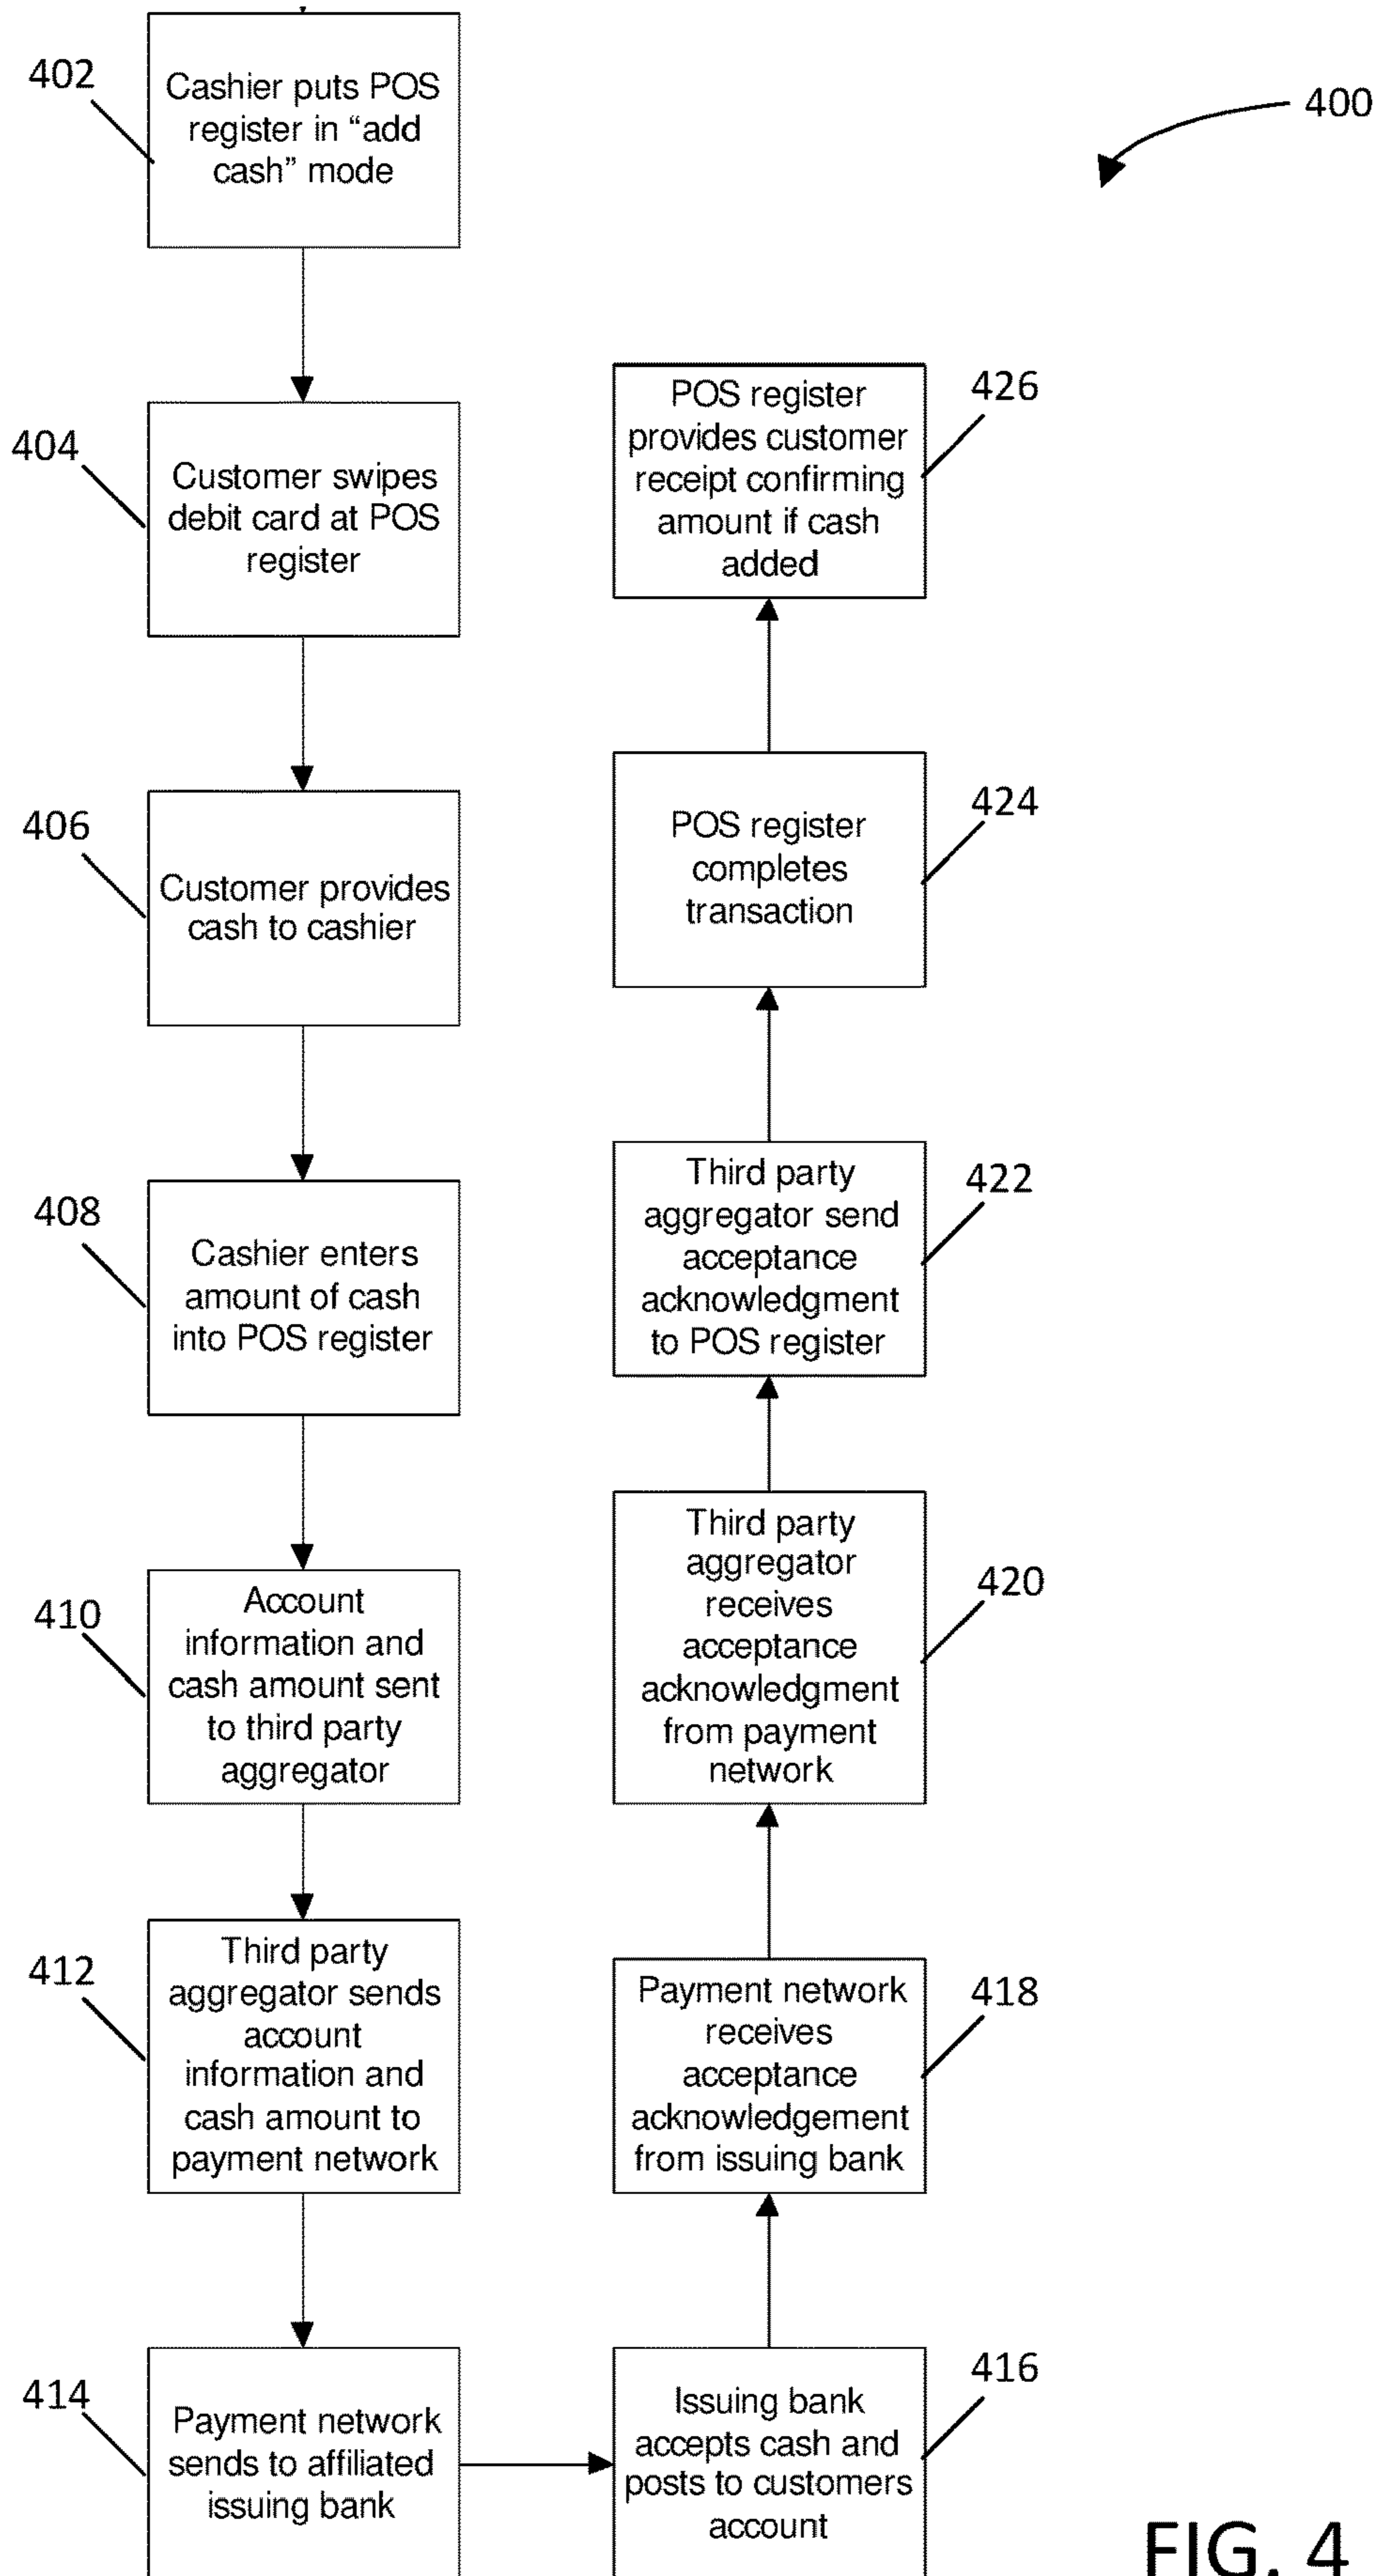 402
Cashier puts POS
register in “add
cash” mode
400
404
Customer swipes
debit card at POS
register
406
Customer provides
cash to cashier
408
Cashier enters
amount of cash
into POS register
410
Account
information and
cash amount sent
to third party
aggregator
412
Third party
aggregator sends
account
information and
cash amount to
payment network
414
Payment network
sends to affiliated
issuing bank
416
Issuing bank
accepts cash and
posts to customers
account
418
Payment network
receives
acceptance
acknowledgement
from issuing bank
420
Third party
aggregator
receives
acceptance
acknowledgment
from payment
network
422
Third party
aggregator send
acceptance
acknowledgment
to POS register
424
POS register
completes
transaction
426
POS register
provides customer
receipt confirming
amount if cash
added
FIG. 4